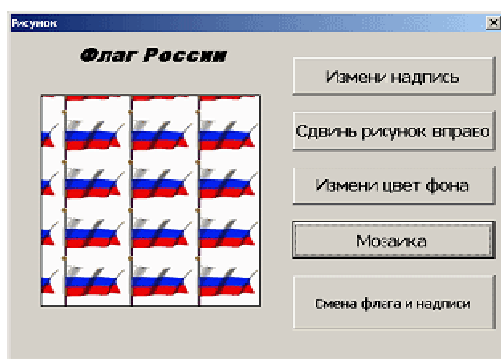 Рисунок
Флаг России
Измени надпись
Сдвинь рисунок вправо
Измени цвет фона
Мозаика
Смена флага и надписи